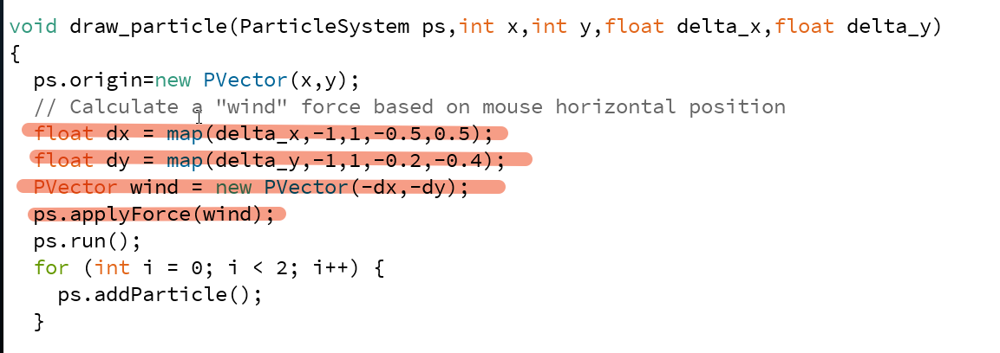 void draw_particle(ParticleSystem ps,int x,int y,float delta_x,float delta_y)
{
  ps.origin=new PVector(x,y);
  // Calculate a "wind" force based on mouse horizontal position
  float dx = map(delta_x,-1,1,-0.5,0.5);
  float dy = map(delta_y,-1,1,-0.2,-0.4);
  PVector wind = new PVector(-dx,-dy);
  ps.applyForce(wind);
  ps.run();
  for (int i = 0; i < 2; i++) {
    ps.addParticle();
  }